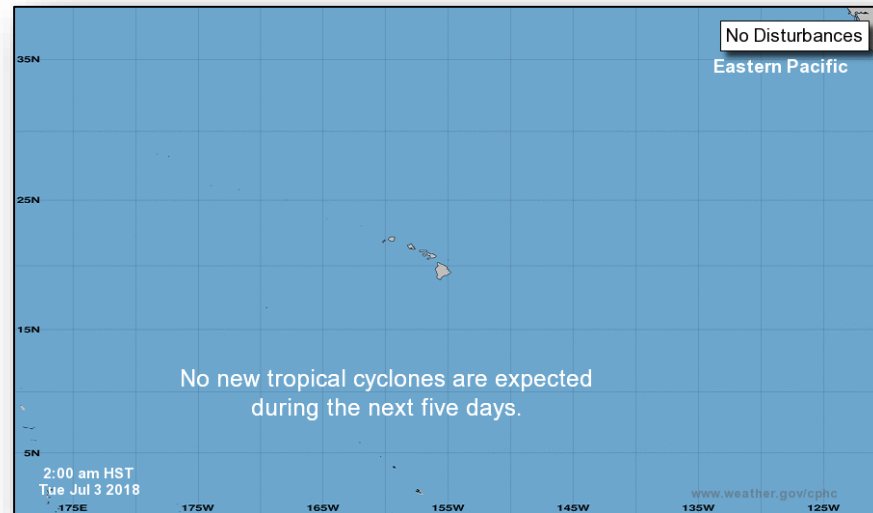 No Disturbances
Eastern Pacific
35N
25N
15N
No new tropical cyclones are expected
during the next five days.
5N
2:00 am HST
Tue Jul 3 2018
www.weather.gov/cphc
175E
175W
165W
155W
145W
135W
125W